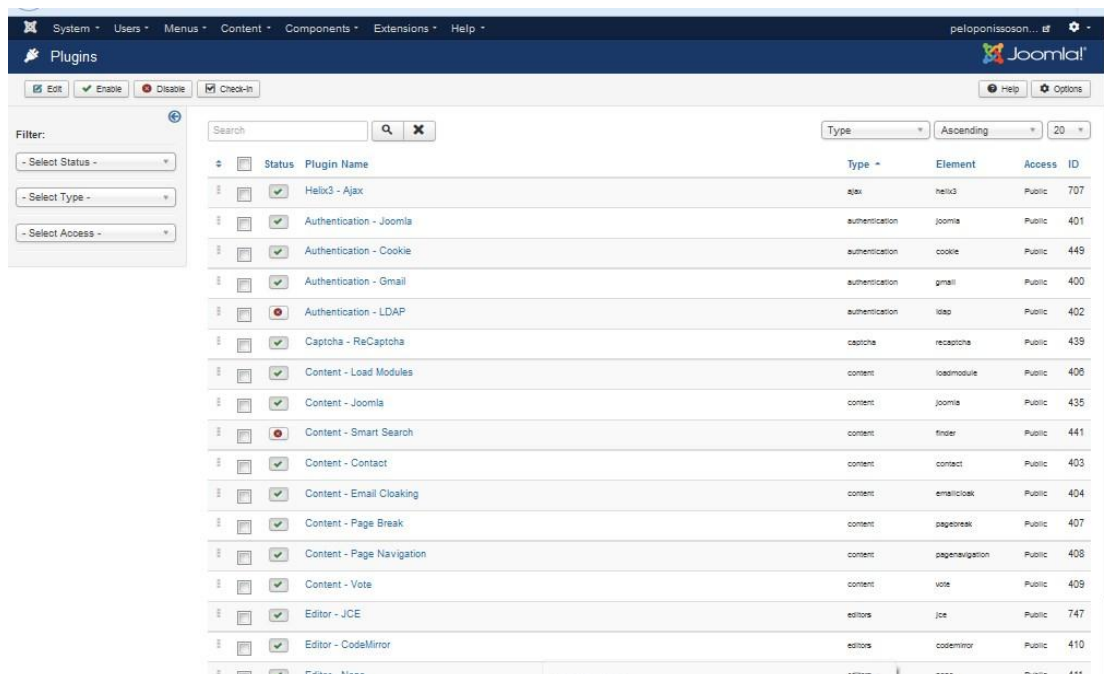 System Users Menus Content Components Extensions Help peloponissoson...
Plugins Joomla!
Edit Enable Disable Check-In Help Options
Filter:
- Select Status -
- Select Type -
- Select Access -
Search Type Ascending 20
Status Plugin Name Type Element Access ID
Helix3 - Ajax ajax helix3 Public 707
Authentication - Joomla authentication joomla Public 401
Authentication - Cookie authentication cookie Public 449
Authentication - Gmail authentication gmail Public 400
Authentication - LDAP authentication ldap Public 402
Captcha - ReCaptcha captcha recaptcha Public 439
Content - Load Modules content loadmodule Public 406
Content - Joomla content joomla Public 435
Content - Smart Search content finder Public 441
Content - Contact content contact Public 403
Content - Email Cloaking content emailcloak Public 404
Content - Page Break content pagebreak Public 407
Content - Page Navigation content pagenavigation Public 408
Content - Vote content vote Public 409
Editor - JCE editors jce Public 747
Editor - CodeMirror editors codemirror Public 410
Editor - None